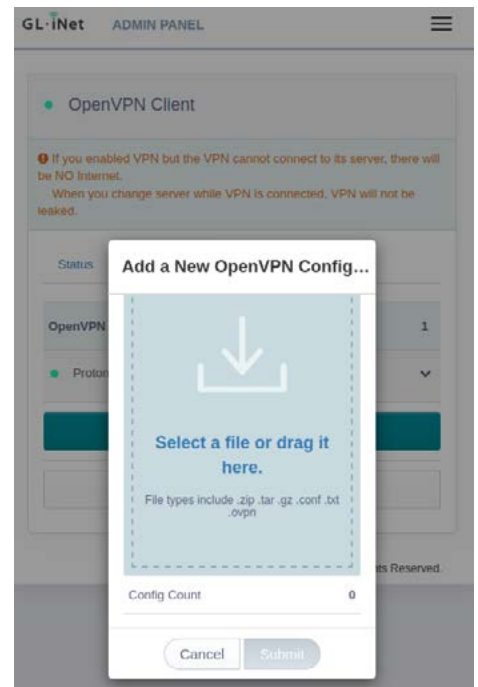 GL·iNet ADMIN PANEL
OpenVPN Client
If you enabled VPN but the VPN cannot connect to its server, there will
be NO Internet.
When you change server while VPN is connected, VPN will not be
leaked.
Status
Add a New OpenVPN Config...
OpenVPN 1
Proton
Select a file or drag it
here.
File types include .zip .tar .gz .conf .txt
.ovpn
Reserved.
Config Count 0
Cancel Submit